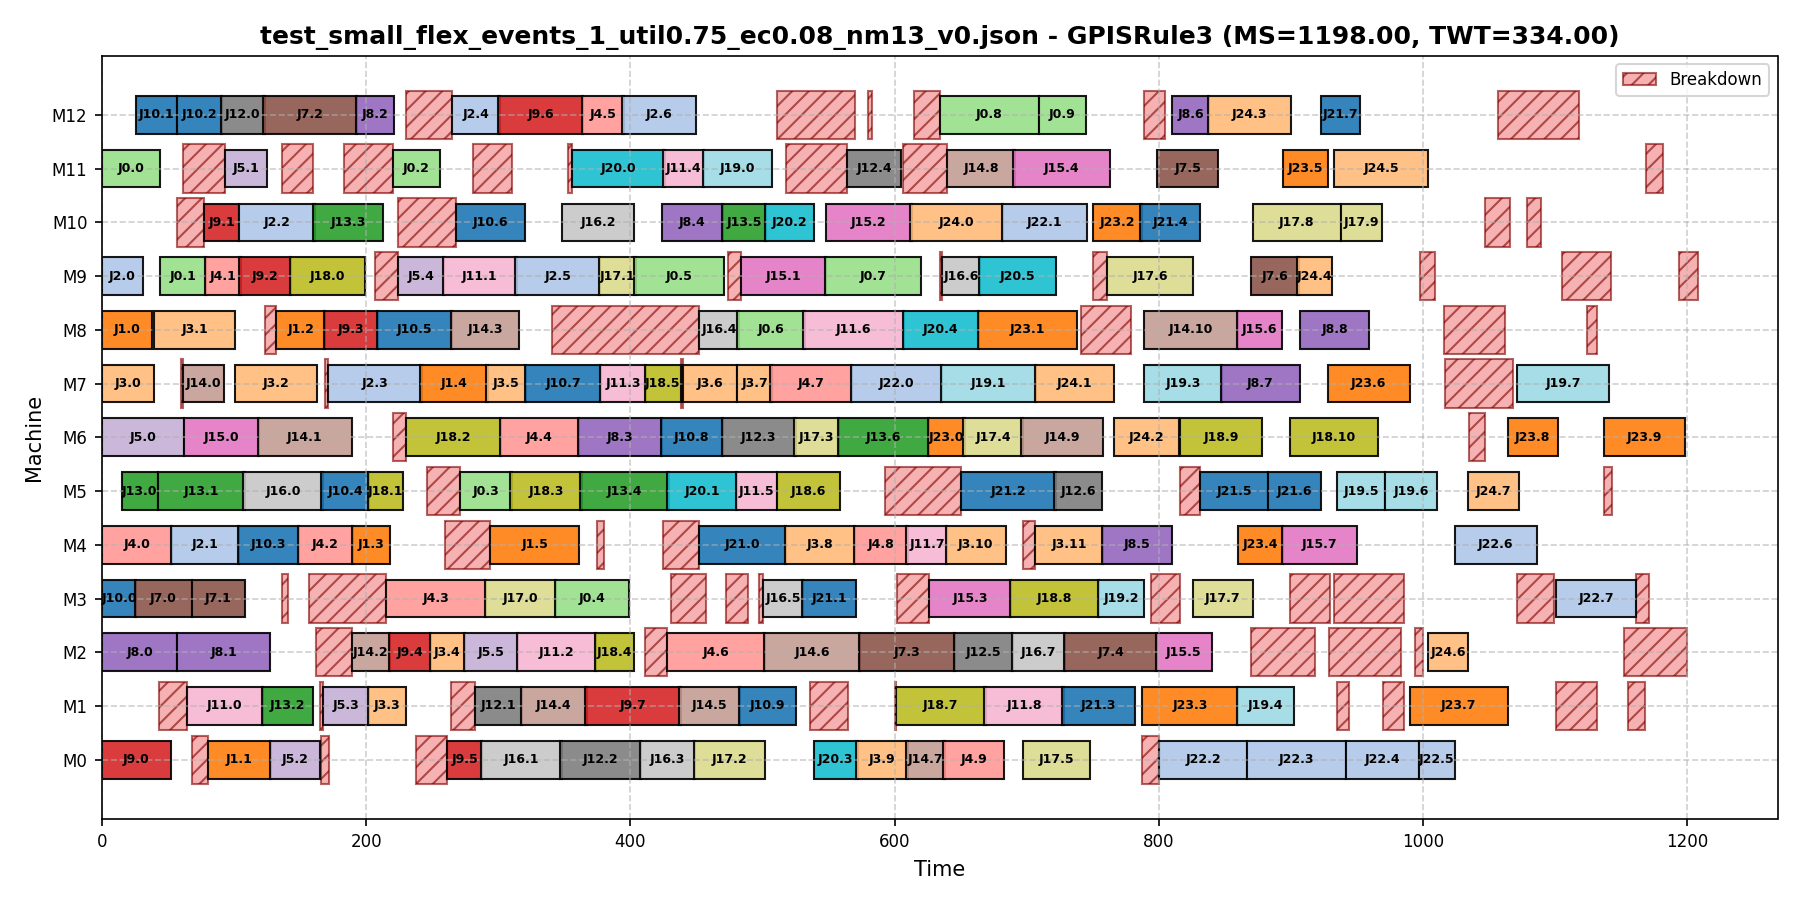 test_small_flex_events_1_util0.75_ec0.08_nm13_v0.json - GPISRule3 (MS=1198.00, TWT=334.00)
Breakdown
M12 J10.1 J10.2 J12.0 J7.2 J8.2 J2.4 J9.6 J4.5 J2.6 J0.8 J0.9 J8.6 J24.3 J21.7
M11 J0.0 J5.1 J0.2 J20.0 J11.4 J19.0 J12.4 J14.8 J15.4 J7.5 J23.5 J24.5
M10 J9.1 J2.2 J13.3 J10.6 J16.2 J8.4 J13.5 J20.2 J15.2 J24.0 J22.1 J23.2 J21.4 J17.8 J17.9
M9 J2.0 J0.1 J4.1 J9.2 J18.0 J5.4 J11.1 J2.5 J17.1 J0.5 J15.1 J0.7 J16.6 J20.5 J17.6 J7.6 J24.4
M8 J1.0 J3.1 J1.2 J9.3 J10.5 J14.3 J16.4 J0.6 J11.6 J20.4 J23.1 J14.10 J15.6 J8.8
M7 J3.0 J14.0 J3.2 J2.3 J1.4 J3.5 J10.7 J11.3 J18.5 J3.6 J3.7 J4.7 J22.0 J19.1 J24.1 J19.3 J8.7 J23.6 J19.7
M6 J5.0 J15.0 J14.1 J18.2 J4.4 J8.3 J10.8 J12.3 J17.3 J13.6 J23.0 J17.4 J14.9 J24.2 J18.9 J18.10 J23.8 J23.9
M5 J13.0 J13.1 J16.0 J10.4 J18.1 J0.3 J18.3 J13.4 J20.1 J11.5 J18.6 J21.2 J12.6 J21.5 J21.6 J19.5 J19.6 J24.7
M4 J4.0 J2.1 J10.3 J4.2 J1.3 J1.5 J21.0 J3.8 J4.8 J11.7 J3.10 J3.11 J8.5 J23.4 J15.7 J22.6
M3 J10.0 J7.0 J7.1 J4.3 J17.0 J0.4 J16.5 J21.1 J15.3 J18.8 J19.2 J17.7 J22.7
M2 J8.0 J8.1 J14.2 J9.4 J3.4 J5.5 J11.2 J18.4 J4.6 J14.6 J7.3 J12.5 J16.7 J7.4 J15.5 J24.6
M1 J11.0 J13.2 J5.3 J3.3 J12.1 J14.4 J9.7 J14.5 J10.9 J18.7 J11.8 J21.3 J23.3 J19.4 J23.7
M0 J9.0 J1.1 J5.2 J9.5 J16.1 J12.2 J16.3 J17.2 J20.3 J3.9 J14.7 J4.9 J17.5 J22.2 J22.3 J22.4 J22.5
Machine
0 200 400 600 800 1000 1200
Time